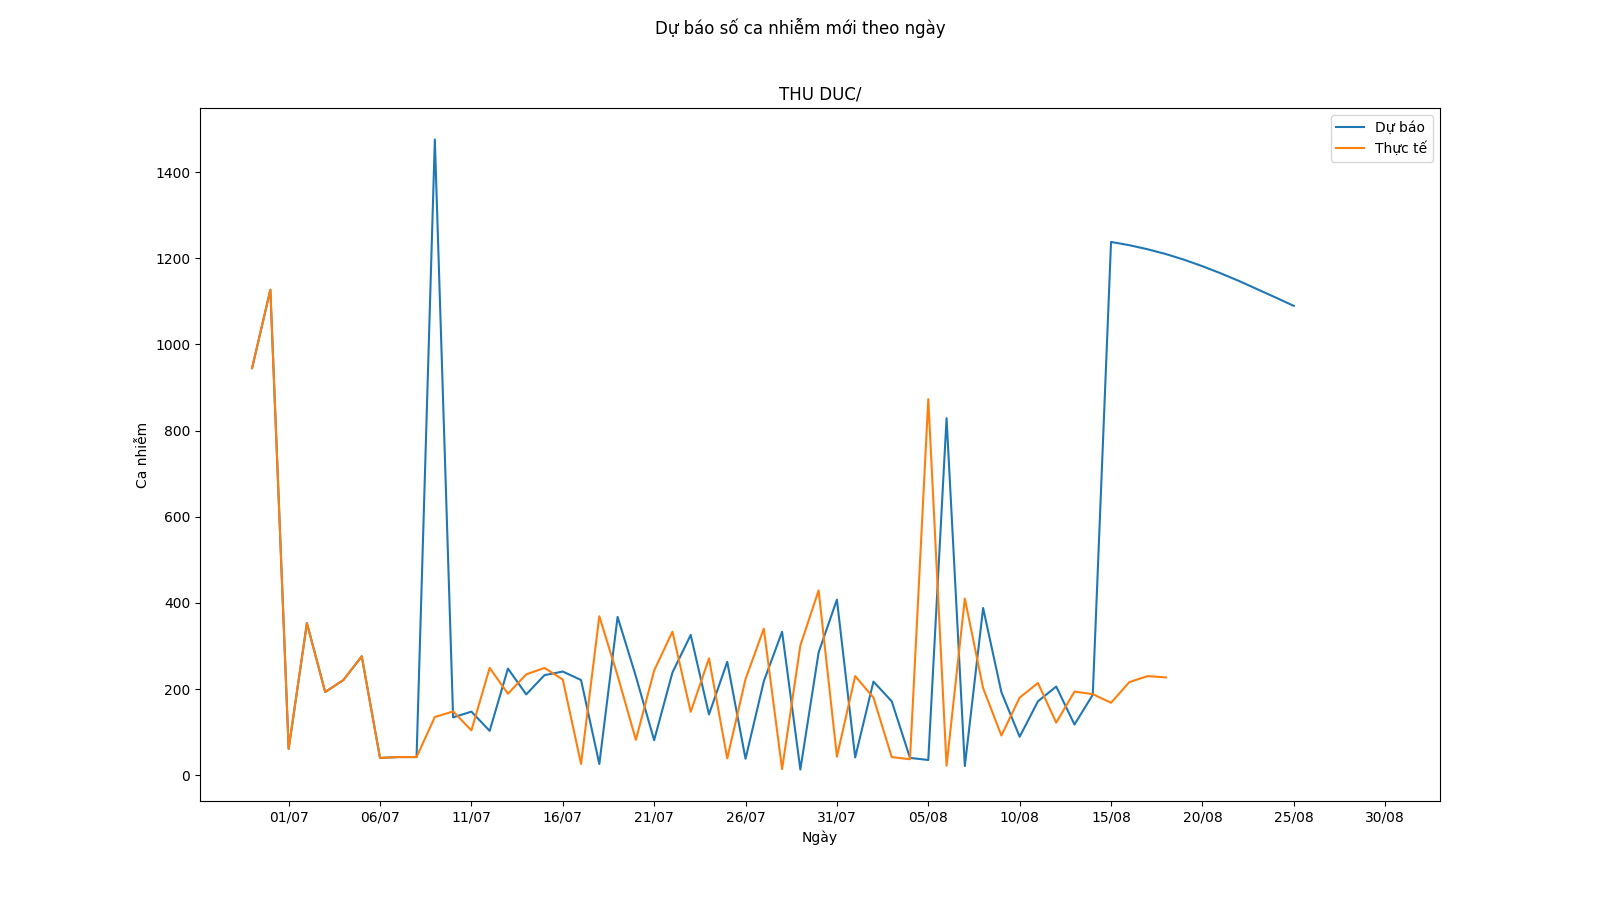 Dự báo số ca nhiễm mới theo ngày
THU DUC/
Dự báo
Thực tế
1400
1200
1000
800
600
400
200
0
Ca nhiễm
01/07 06/07 11/07 16/07 21/07 26/07 31/07 05/08 10/08 15/08 20/08 25/08 30/08
Ngày